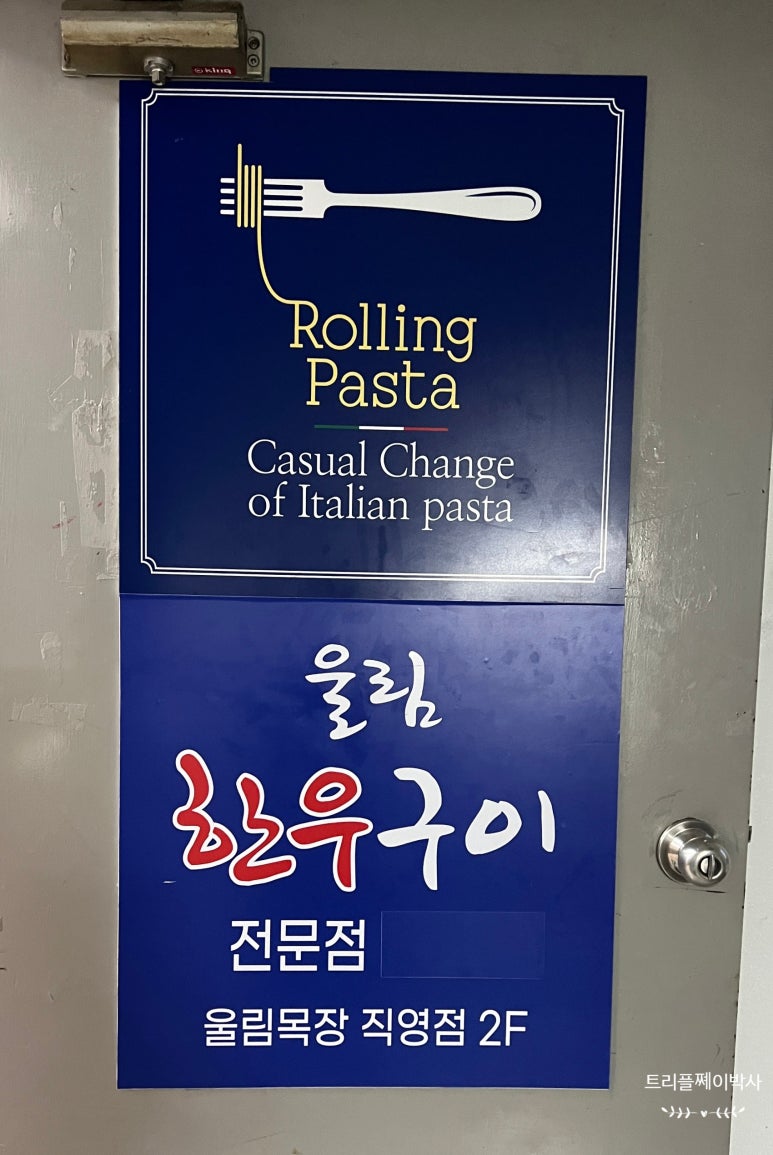 king
Rolling
Pasta
Casual Change
of Italian pasta
울림
한우구이
전문점
울림목장 직영점 2F
트리플쩨이박사